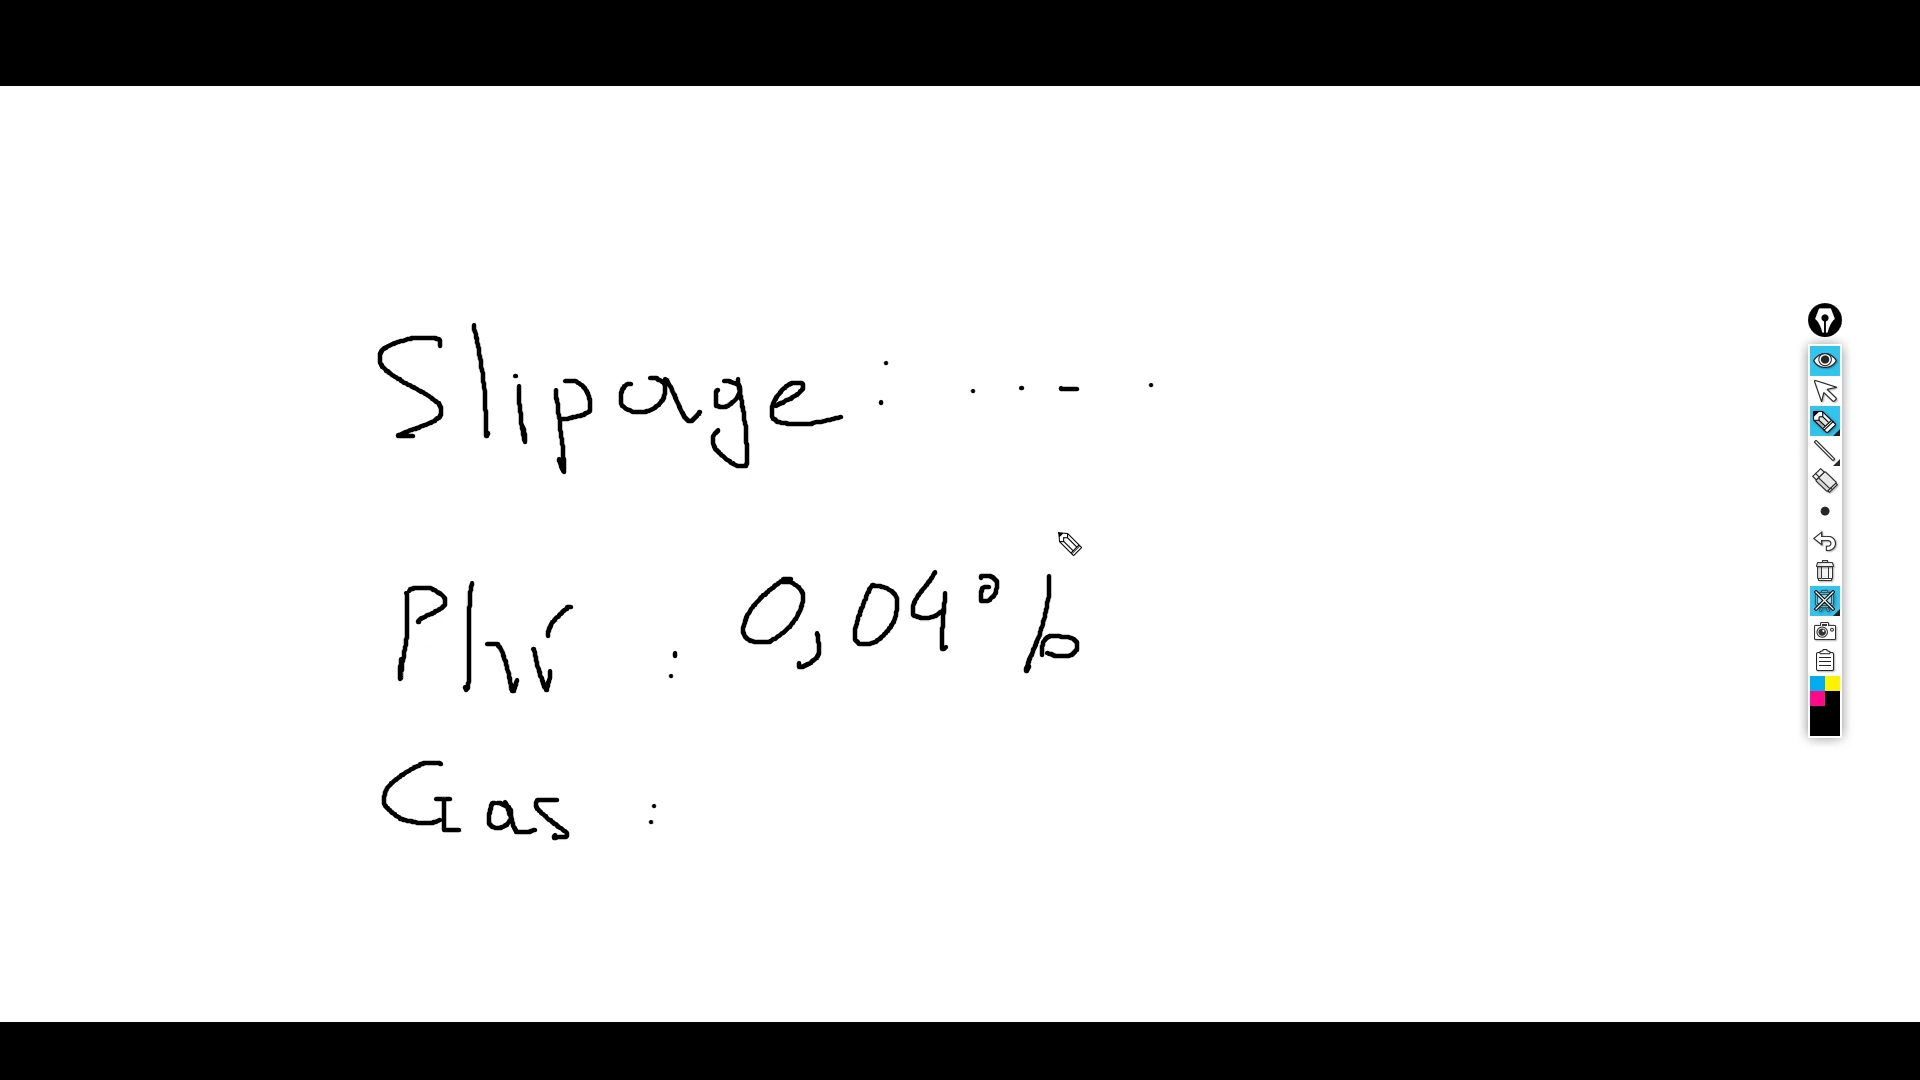 Slipage : ... - .
Phí : 0,04%
Gas :